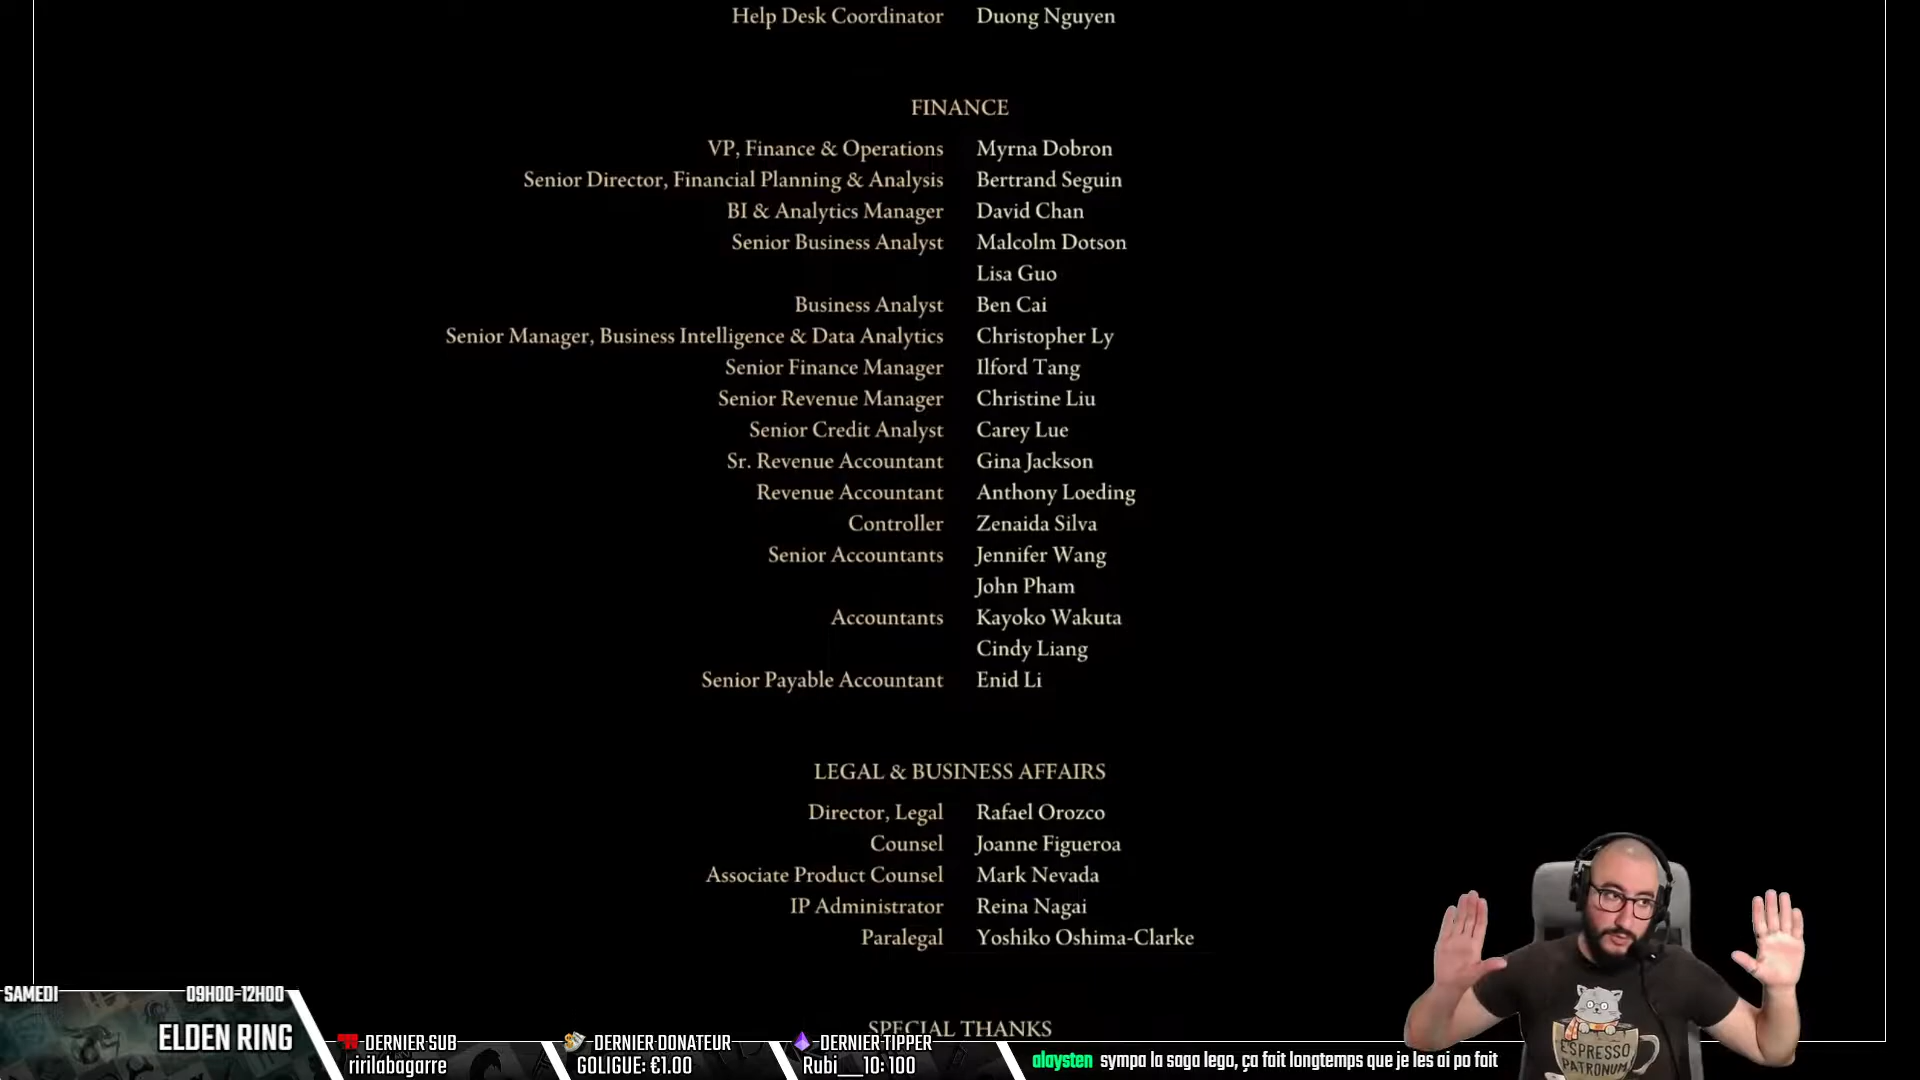 Help Desk Coordinator Duong Nguyen
FINANCE
VP, Finance & Operations Myrna Dobron
Senior Director, Financial Planning & Analysis Bertrand Seguin
BI & Analytics Manager David Chan
Senior Business Analyst Malcolm Dotson
Lisa Guo
Business Analyst Ben Cai
Senior Manager, Business Intelligence & Data Analytics Christopher Ly
Senior Finance Manager Ilford Tang
Senior Revenue Manager Christine Liu
Senior Credit Analyst Carey Lue
Sr. Revenue Accountant Gina Jackson
Revenue Accountant Anthony Loeding
Controller Zenaida Silva
Senior Accountants Jennifer Wang
John Pham
Accountants Kayoko Wakuta
Cindy Liang
Senior Payable Accountant Enid Li
LEGAL & BUSINESS AFFAIRS
Director, Legal Rafael Orozco
Counsel Joanne Figueroa
Associate Product Counsel Mark Nevada
IP Administrator Reina Nagai
Paralegal Yoshiko Oshima-Clarke
SPECIAL THANKS
SAMEDI 09H00-12H00
ELDEN RING
DERNIER SUB
ririlabagarre
DERNIER DONATEUR
GOLIGUE: €1.00
DERNIER TIPPER
Rubi___10: 100
alaysten sympa la saga lego, ça fait longtemps que je les ai po fait
ESPRESSO
PATRONUM